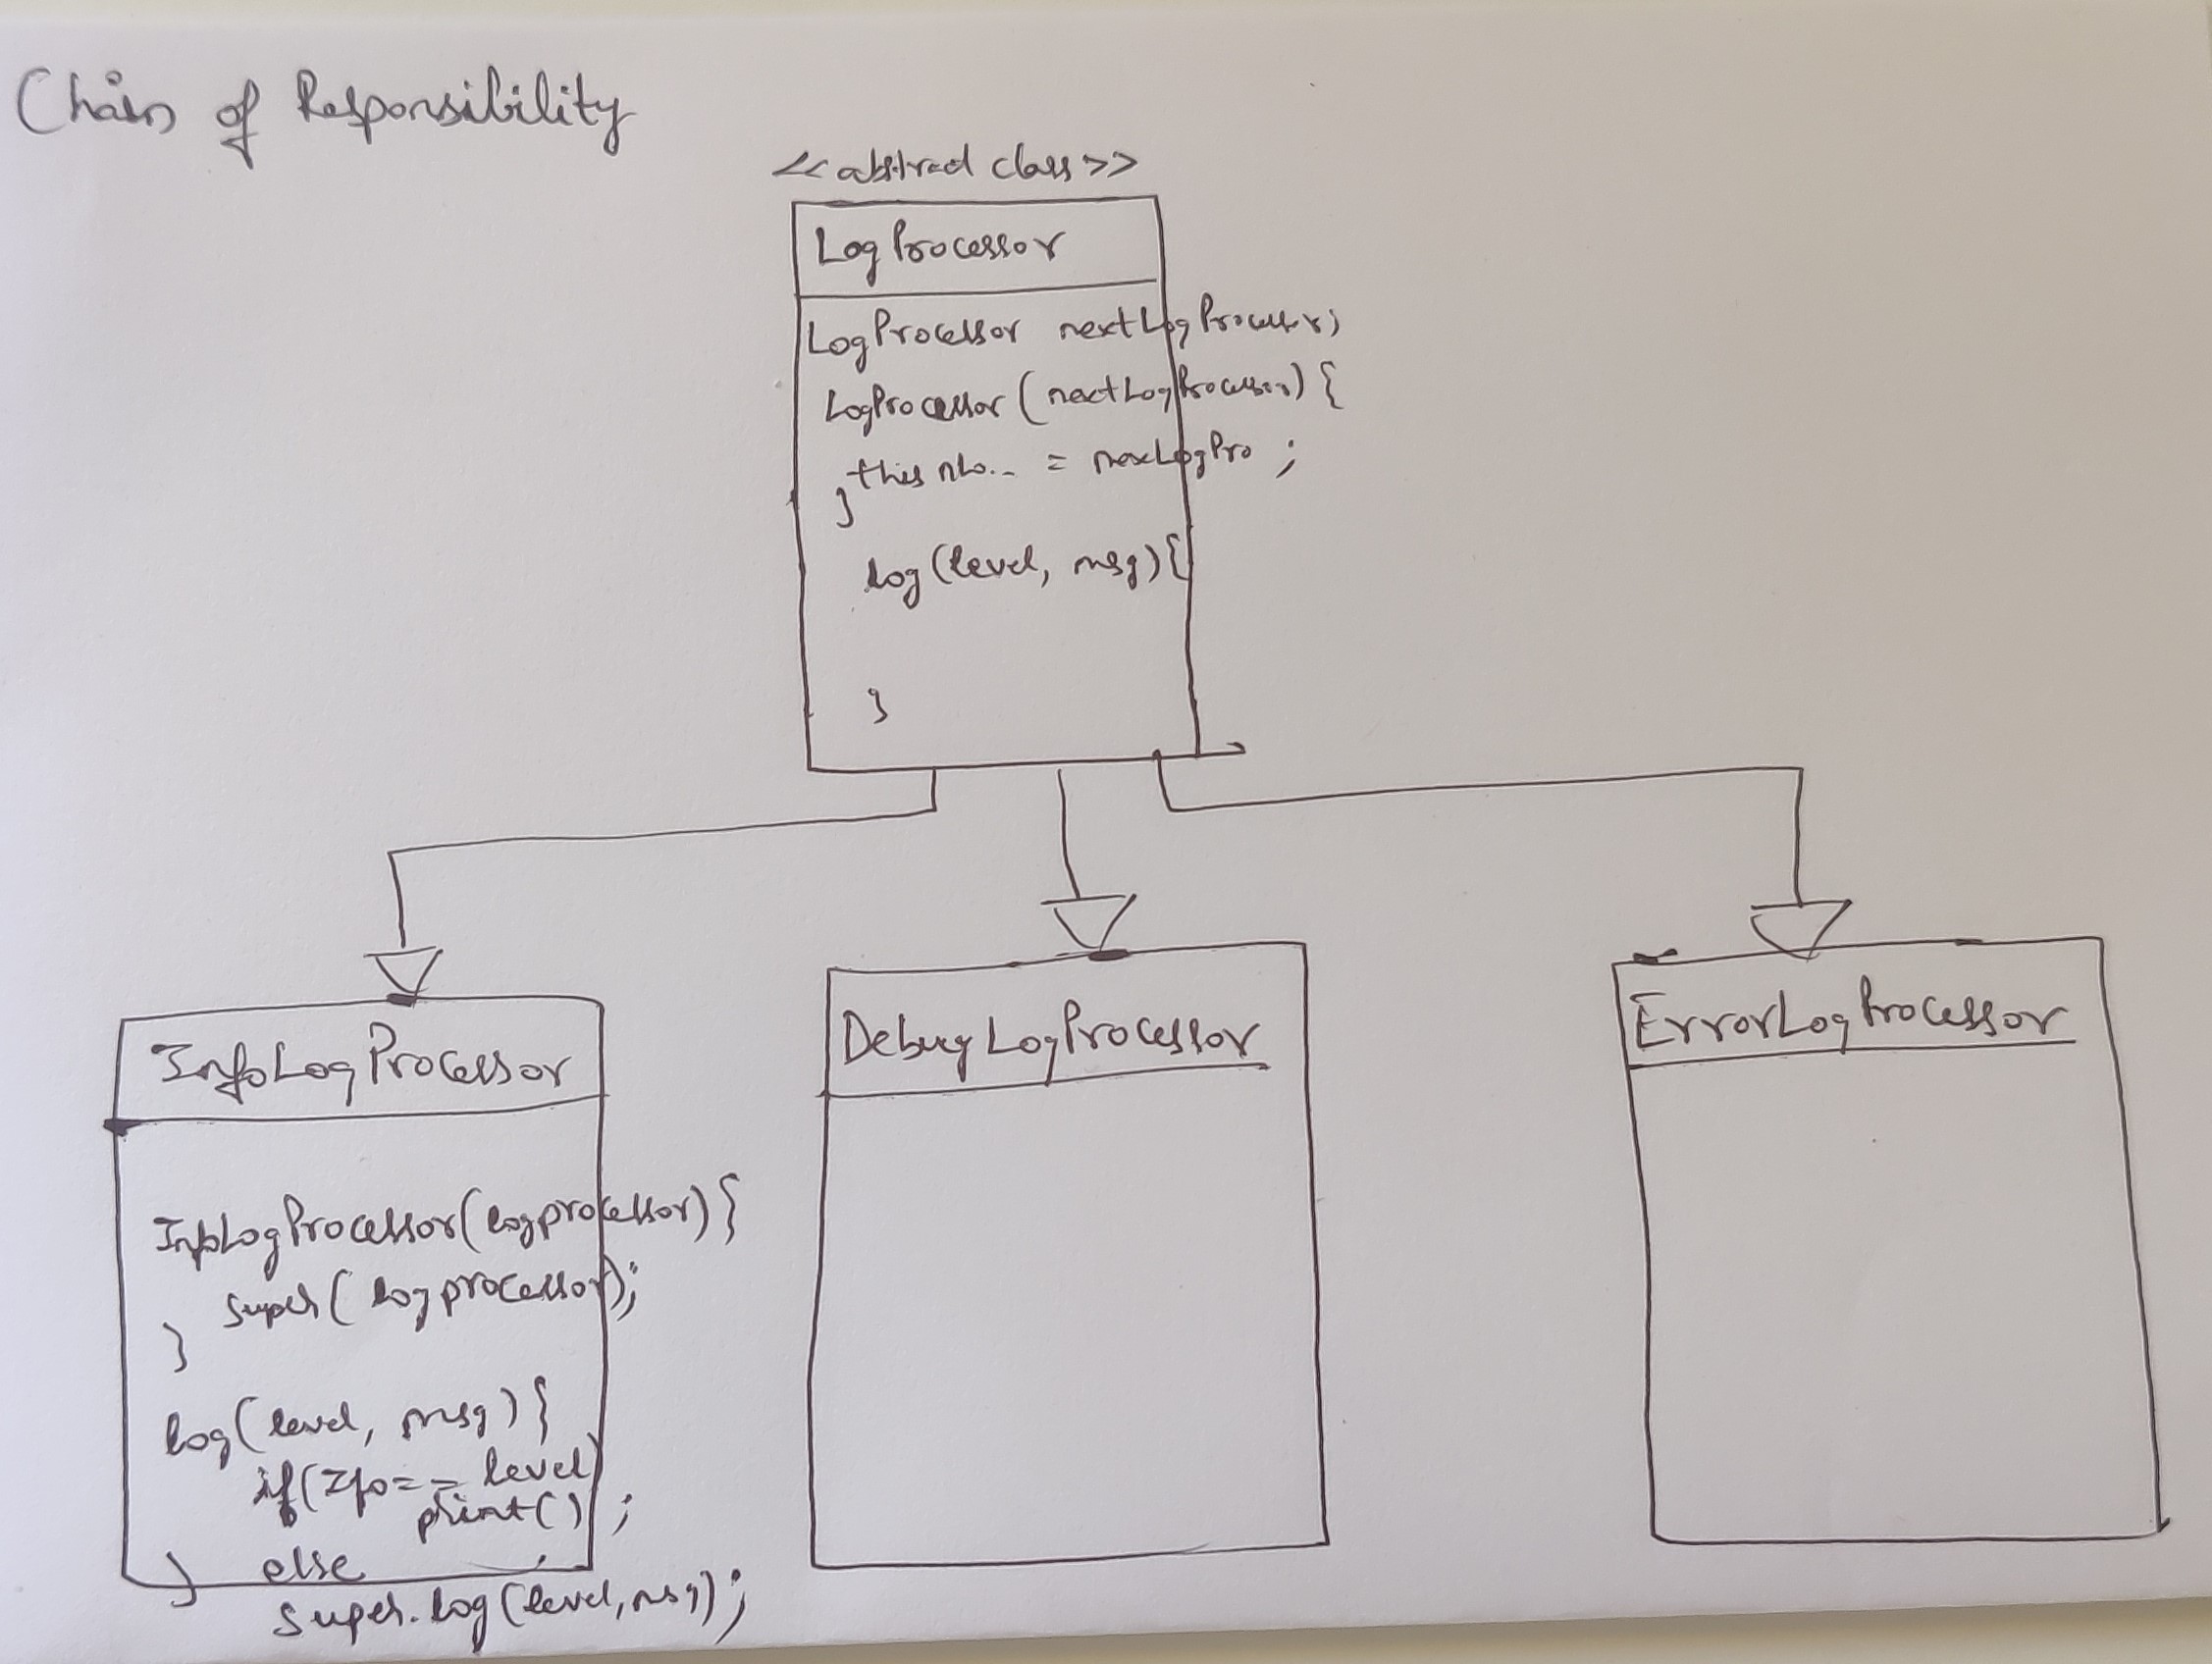 Chain of Responsibility
<<abstract class>>
LogProcessor
LogProcessor nextLogProcessor;
LogProcessor(nextLogProcessor) {
this nLo.. = nextLogPro ;
}
log(level, msg){
}
InfoLogProcessor
InfoLogProcessor(logprocessor) {
super(logprocessor);
}
log(level, msg) {
if(Ifo== level)
print() ;
} else
super.log(level, msg);
DebugLogProcessor
ErrorLogProcessor